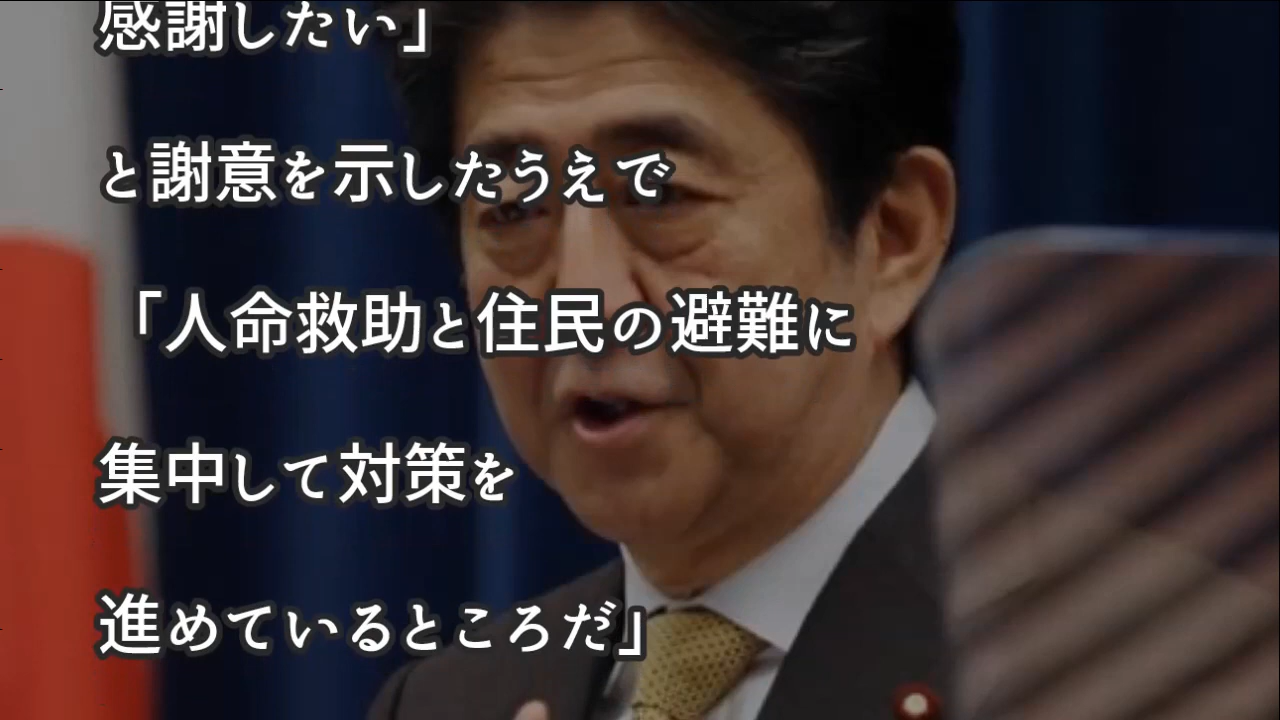 感謝したい」
と謝意を示したうえで
「人命救助と住民の避難に
集中して対策を
進めているところだ」